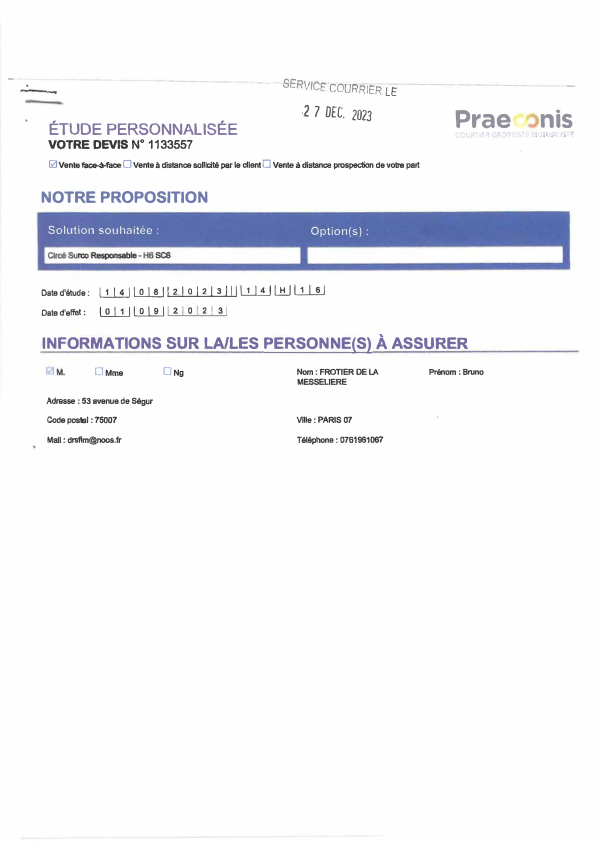 SERVICE COURRIER LE
27 DEC. 2023
Praeconis
COURTIER GROSSISTE MUTUALISTE
ÉTUDE PERSONNALISÉE
VOTRE DEVIS N° 1133557
Vente face-à-face Vente à distance sollicité par le client Vente à distance prospection de votre part
NOTRE PROPOSITION
Solution souhaitée : Option(s) :
Circé Surco Responsable - H6 SC6
Date d'étude : 14 08 2023 14 H 16
Date d'effet : 01 09 2023
INFORMATIONS SUR LA/LES PERSONNE(S) À ASSURER
M. Mme Ng Nom : FROTIER DE LA MESSELIERE Prénom : Bruno
Adresse : 53 avenue de Ségur
Code postal : 75007 Ville : PARIS 07
Mail : drsflm@noos.fr Téléphone : 0761961067